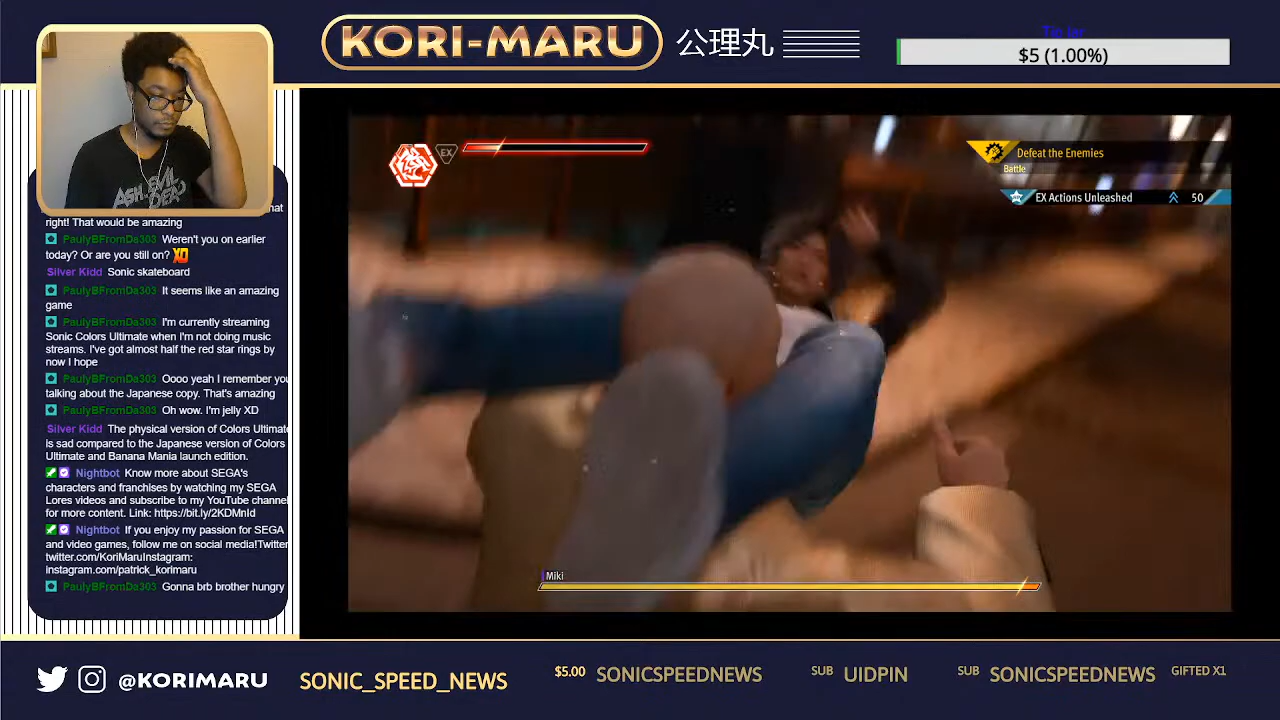 KORI-MARU 公理丸
Tip Jar
$5 (1.00%)
ASH EVIL DEAD
EX
Defeat the Enemies
Battle
EX Actions Unleashed 50
hat
right! That would be amazing
PaulyBFromDa303 Weren't you on earlier
today? Or are you still on? XD
Silver Kidd Sonic skateboard
PaulyBFromDa303 It seems like an amazing
game
PaulyBFromDa303 I'm currently streaming
Sonic Colors Ultimate when I'm not doing music
streams. I've got almost half the red star rings by
now I hope
PaulyBFromDa303 Oooo yeah I remember you
talking about the Japanese copy. That's amazing
PaulyBFromDa303 Oh wow. I'm jelly XD
Silver Kidd The physical version of Colors Ultimate
is sad compared to the Japanese version of Colors
Ultimate and Banana Mania launch edition.
Nightbot Know more about SEGA's
characters and franchises by watching my SEGA
Lores videos and subscribe to my YouTube channel
for more content. Link: https://bit.ly/2KDMnId
Nightbot If you enjoy my passion for SEGA
and video games, follow me on social media!Twitter:
twitter.com/KoriMaruInstagram:
instagram.com/patrick_korimaru
PaulyBFromDa303 Gonna brb brother hungry
Miki
@KORIMARU
SONIC_SPEED_NEWS
$5.00 SONICSPEEDNEWS
SUB UIDPIN
SUB SONICSPEEDNEWS GIFTED X1